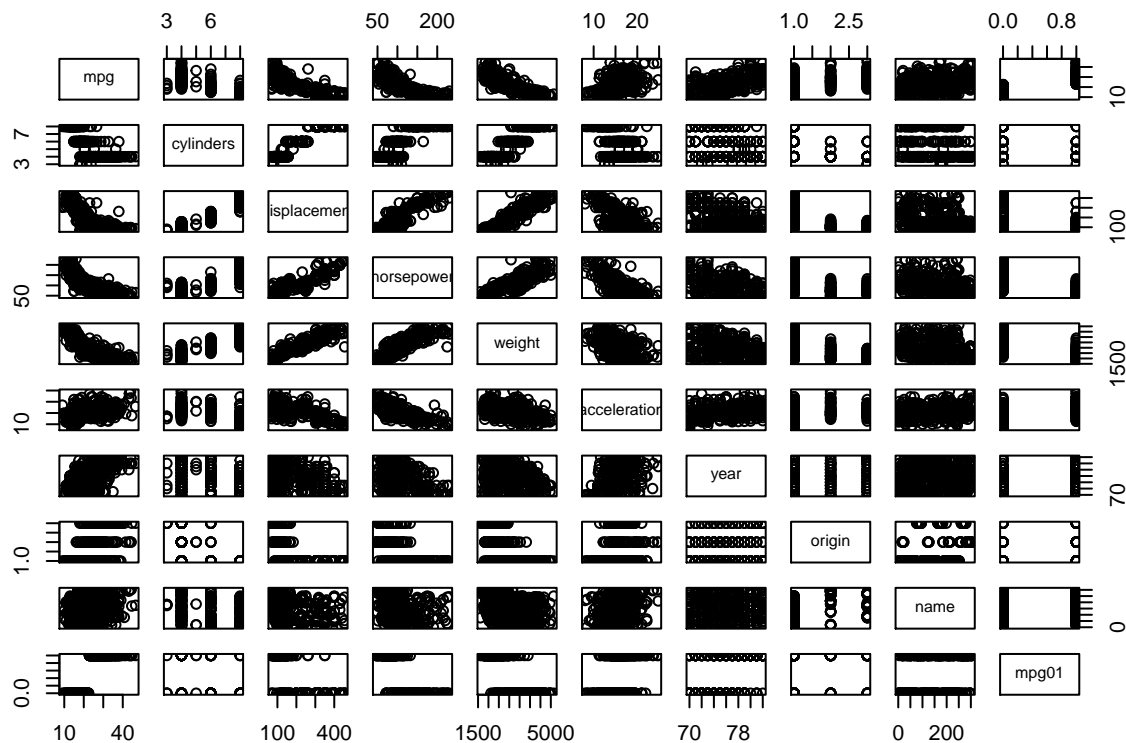 3 6 50 200 10 20 1.0 2.5 0.0 0.8
mpg 10
3 7 cylinders
isplacemen 100
50 horsepower
weight 1500
10 acceleration
year 70
1.0 origin
name 0
0.0 mpg01
10 40 100 400 1500 5000 70 78 0 200